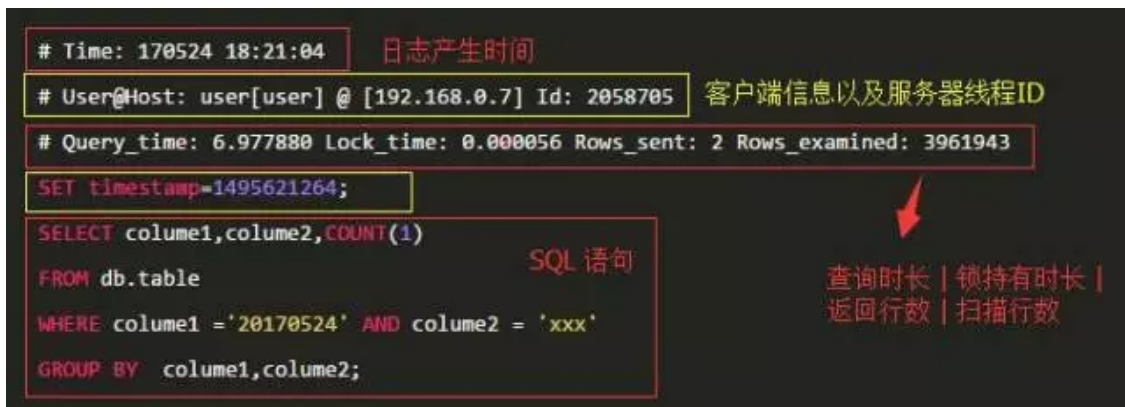 # Time: 170524 18:21:04 日志产生时间
# User@Host: user[user] @ [192.168.0.7] Id: 2058705 客户端信息以及服务器线程ID
# Query_time: 6.977880 Lock_time: 0.000056 Rows_sent: 2 Rows_examined: 3961943
SET timestamp=1495621264;
SELECT colume1,colume2,COUNT(1)
SQL 语句
FROM db.table
查询时长 | 锁持有时长 |
返回行数 | 扫描行数
WHERE colume1 ='20170524' AND colume2 = 'xxx'
GROUP BY colume1,colume2;